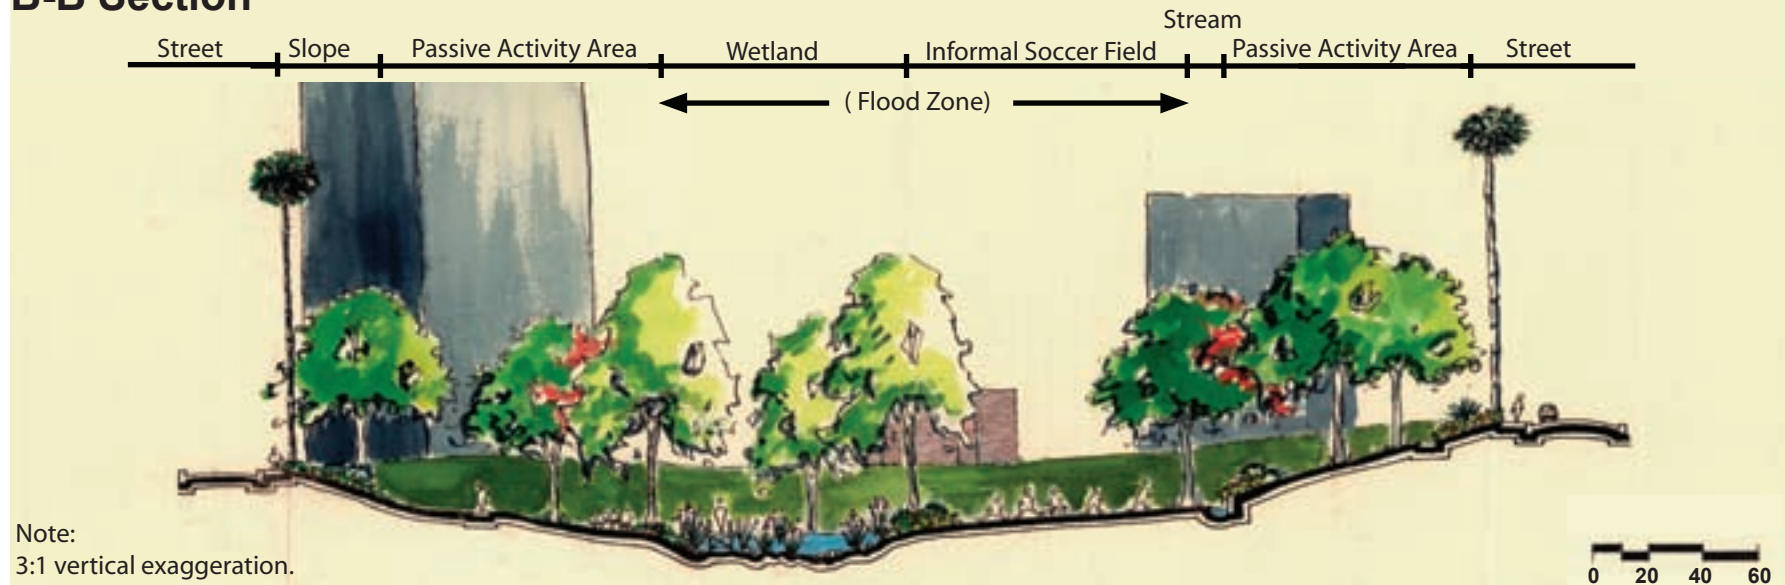 B-B Section
Stream
Street Slope Passive Activity Area Wetland Informal Soccer Field Passive Activity Area Street
( Flood Zone)
Note:
3:1 vertical exaggeration.
0 20 40 60